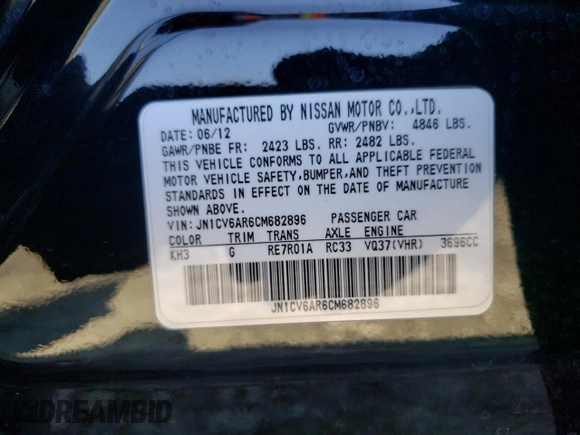 MANUFACTURED BY NISSAN MOTOR CO.,LTD.
DATE: 06/12 GVWR/PNBV: 4846 LBS.
GAWR/PNBE FR: 2423 LBS. RR: 2482 LBS.
THIS VEHICLE CONFORMS TO ALL APPLICABLE FEDERAL
MOTOR VEHICLE SAFETY,BUMPER,AND THEFT PREVENTION
STANDARDS IN EFFECT ON THE DATE OF MANUFACTURE
SHOWN ABOVE.
VIN: JN1CV6AR6CM682896 PASSENGER CAR
COLOR TRIM TRANS AXLE ENGINE
KH3 G RE7R01A RC33 VQ37(VHR) 3696CC
JN1CV6AR6CM682896
DREAMBID